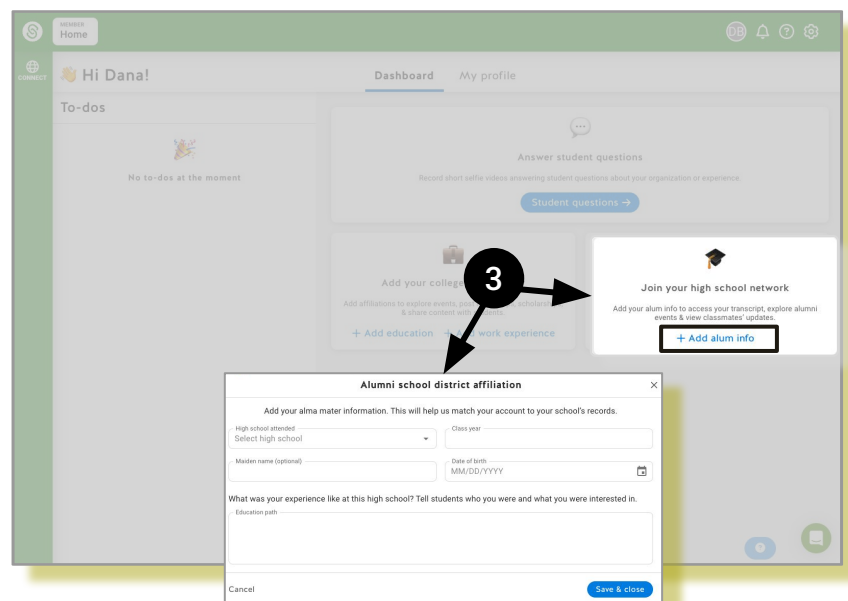 MEMBER
Home
DB
CONNECT
Hi Dana!
Dashboard
My profile
To-dos
No to-dos at the moment
Answer student questions
Record short selfie videos answering student questions about your organization or experience.
Student questions →
Add your college
Add affiliations to explore events, post scholarsh
& share content with students.
+ Add education
+ Add work experience
3
Join your high school network
Add your alum info to access your transcript, explore alumni
events & view classmates' updates.
+ Add alum info
Alumni school district affiliation
Add your alma mater information. This will help us match your account to your school's records.
High school attended
Select high school
Class year
Maiden name (optional)
Date of birth
MM/DD/YYYY
What was your experience like at this high school? Tell students who you were and what you were interested in.
Education path
Cancel
Save & close